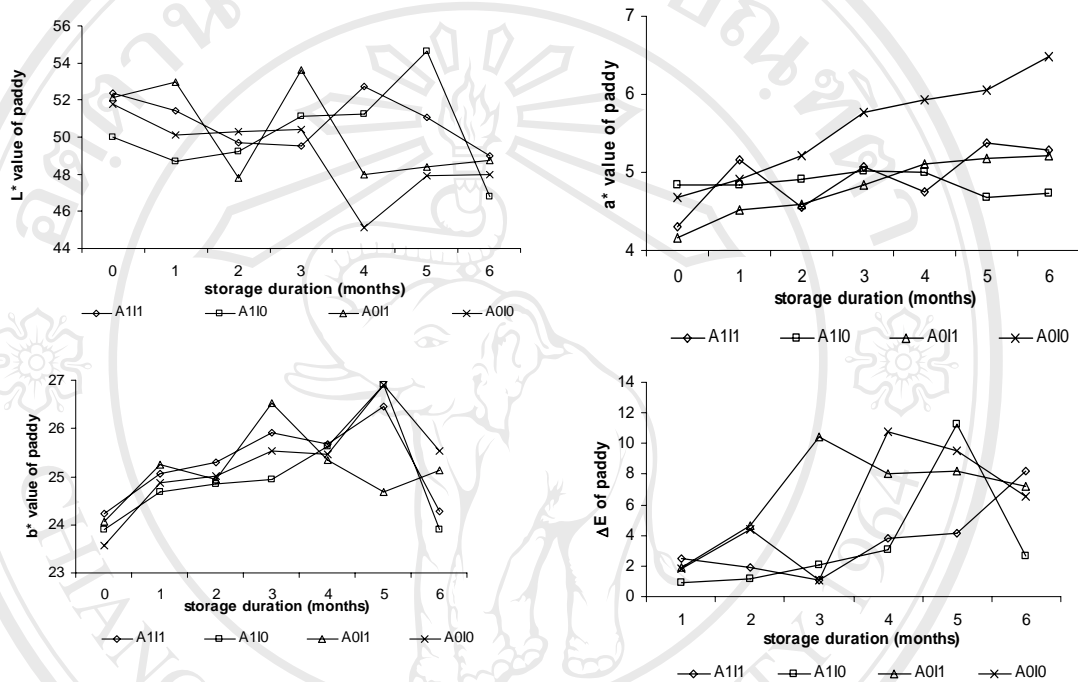 L* value of paddy
56
54
52
50
48
46
44
0 1 2 3 4 5 6
storage duration (months)
A1I1 A1I0 A0I1 A0I0
a* value of paddy
7
6
5
4
0 1 2 3 4 5 6
storage duration (months)
A1I1 A1I0 A0I1 A0I0
b* value of paddy
27
26
25
24
23
0 1 2 3 4 5 6
storage duration (months)
A1I1 A1I0 A0I1 A0I0
ΔE of paddy
14
12
10
8
6
4
2
0
1 2 3 4 5 6
storage duration (months)
A1I1 A1I0 A0I1 A0I0
1964